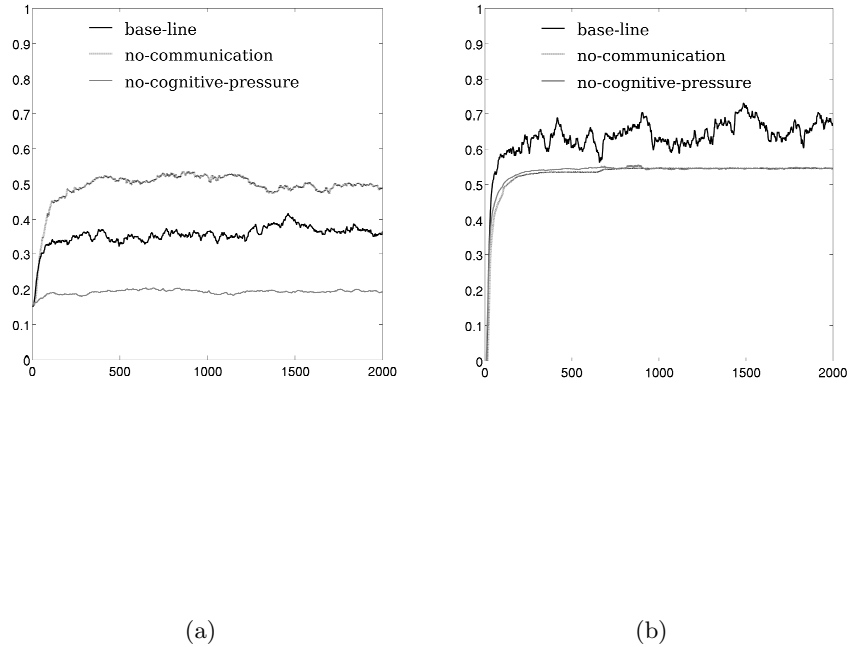 1
0.9
0.8
0.7
0.6
0.5
0.4
0.3
0.2
0.1
0
0 500 1000 1500 2000
base-line
no-communication
no-cognitive-pressure
(a)
1
0.9
0.8
0.7
0.6
0.5
0.4
0.3
0.2
0.1
0
0 500 1000 1500 2000
base-line
no-communication
no-cognitive-pressure
(b)